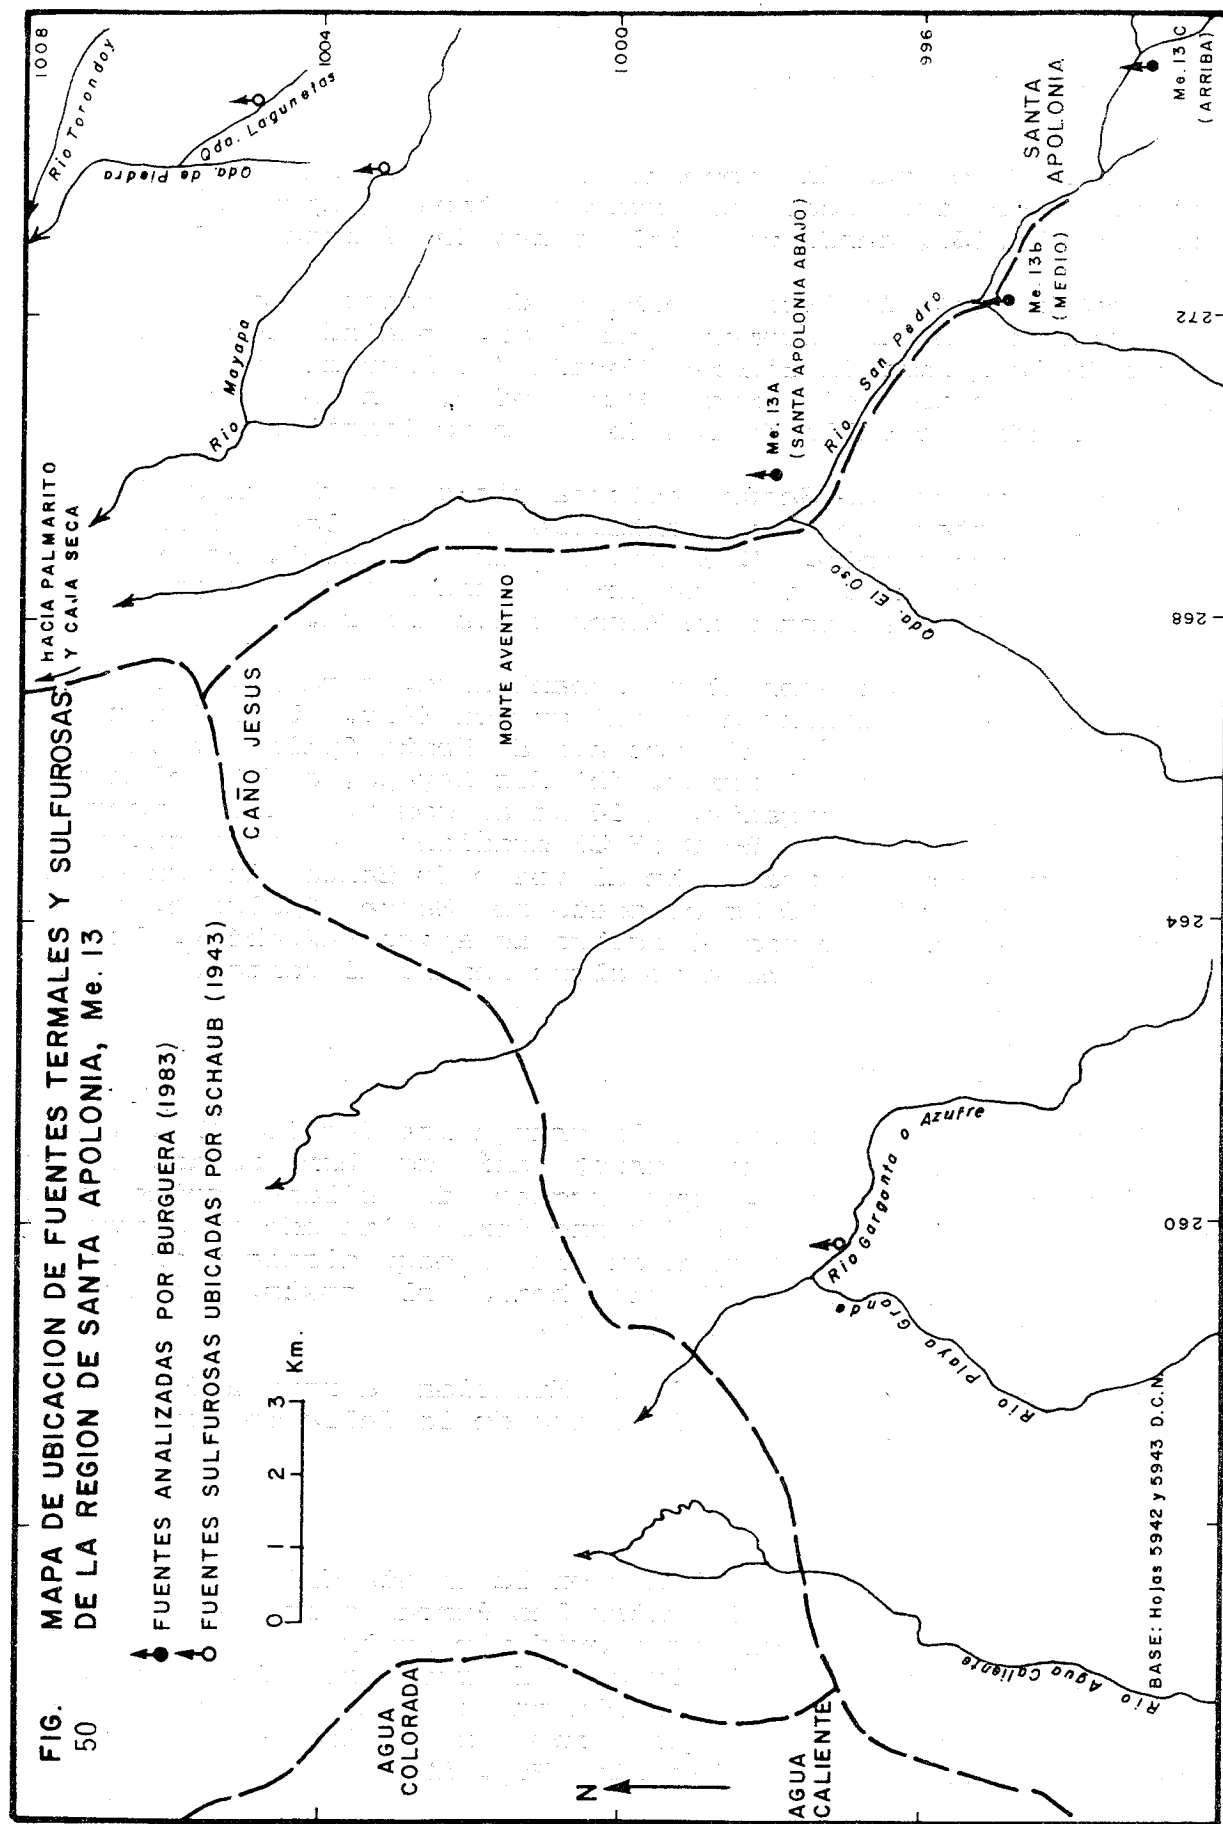 FIG. 50
MAPA DE UBICACION DE FUENTES TERMALES Y SULFUROSAS
DE LA REGION DE SANTA APOLONIA, Me. 13
FUENTES ANALIZADAS POR BURGUERA (1983)
FUENTES SULFUROSAS UBICADAS POR SCHAUB (1943)
0 1 2 3 Km.
HACIA PALMARITO
Y CAJA SECA
1008
1004
1000
996
Rio Torondoy
Qda. de Piedra
Qda. Lagunetas
Rio Mayapa
CAÑO JESUS
MONTE AVENTINO
Me. 13A
(SANTA APOLONIA ABAJO)
Rio San Pedro
Me. 13b
(MEDIO)
SANTA
APOLONIA
Me. 13C
(ARRIBA)
Qda. El Oso
AGUA
COLORADA
N
AGUA
CALIENTE
Rio Agua Caliente
Rio Playa Grande
Rio Garganta o Azufre
260
264
268
272
BASE: Hojas 5942 y 5943 D.C.N.